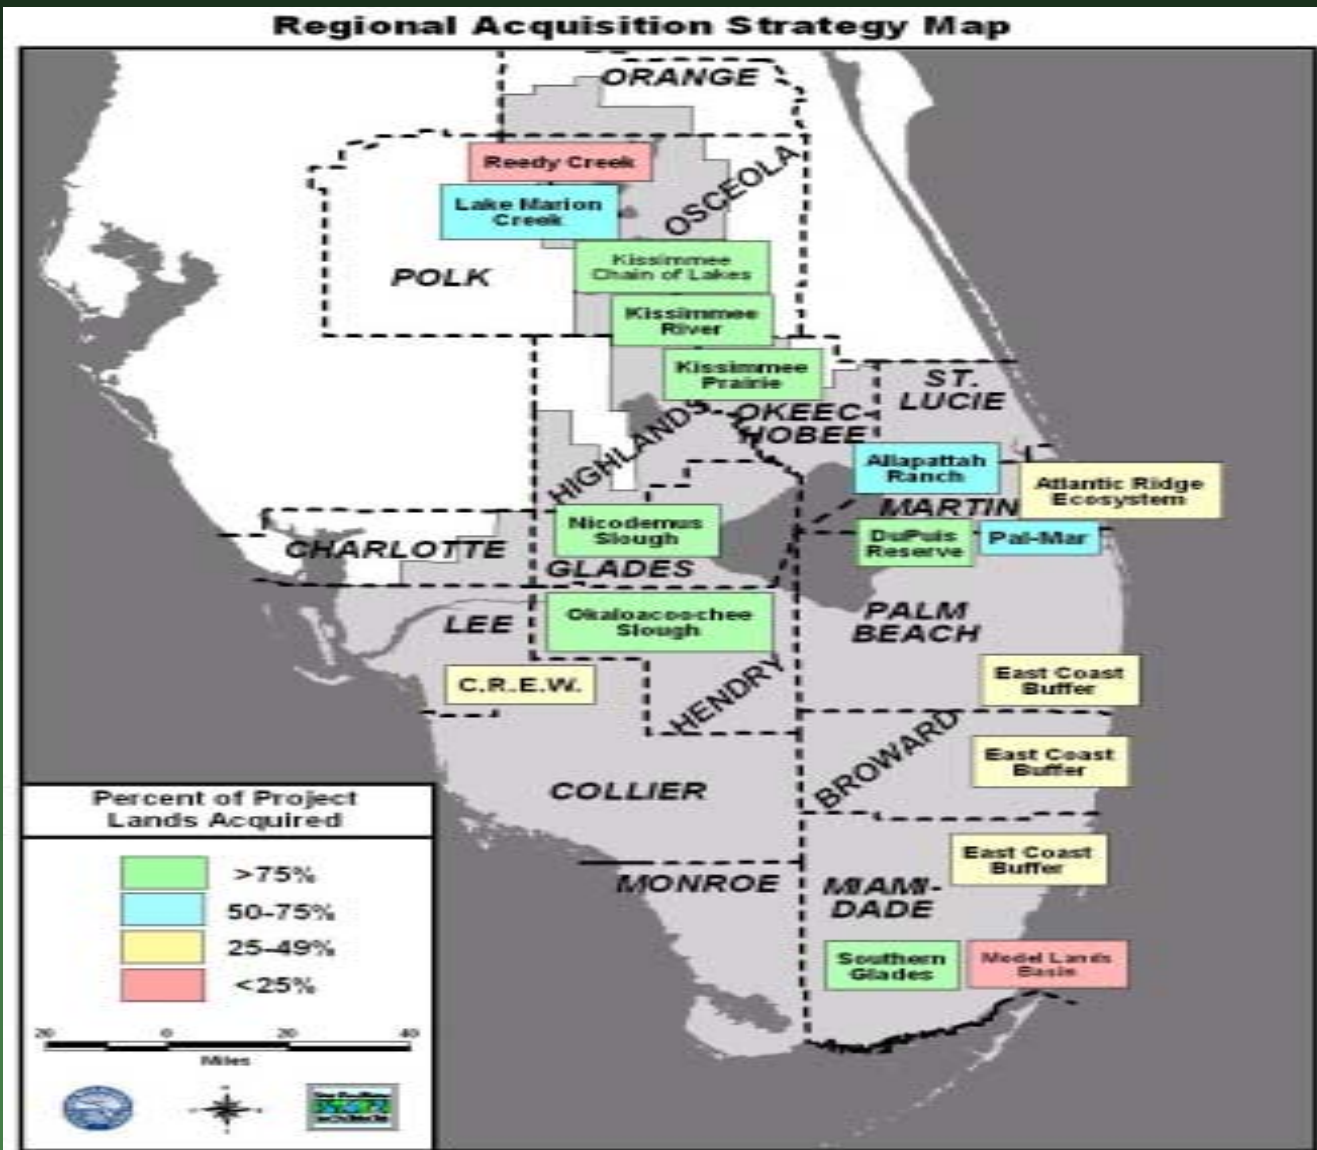 Regional Acquisition Strategy Map
ORANGE
Reedy Creek
OSCEOLA
Lake Marion
Creek
POLK
Kissimmee
Chain of Lakes
Kissimmee
River
Kissimmee
Prairie
ST.
LUCIE
OKEEC-
HOBEE
HIGHLANDS
Allapattah
Ranch
Atlantic Ridge
Ecosystem
MARTIN
Nicodemus
Slough
DuPuis
Reserve
Pal-Mar
CHARLOTTE
GLADES
Okaloacoochee
Slough
LEE
PALM
BEACH
C.R.E.W.
HENDRY
East Coast
Buffer
BROWARD
East Coast
Buffer
COLLIER
East Coast
Buffer
MONROE
MIAMI-
DADE
Southern
Glades
Model Lands
Basin
Percent of Project
Lands Acquired
>75%
50-75%
25-49%
<25%
20 0 20 40
Miles